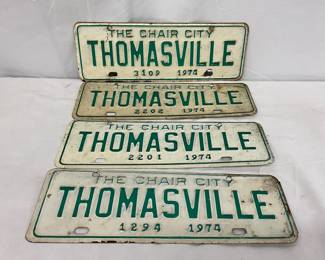 THE CHAIR CITY
THOMASVILLE
3109 1974
THE CHAIR CITY
THOMASVILLE
2202 1974
THE CHAIR CITY
THOMASVILLE
2201 1974
THE CHAIR CITY
THOMASVILLE
1294 1974